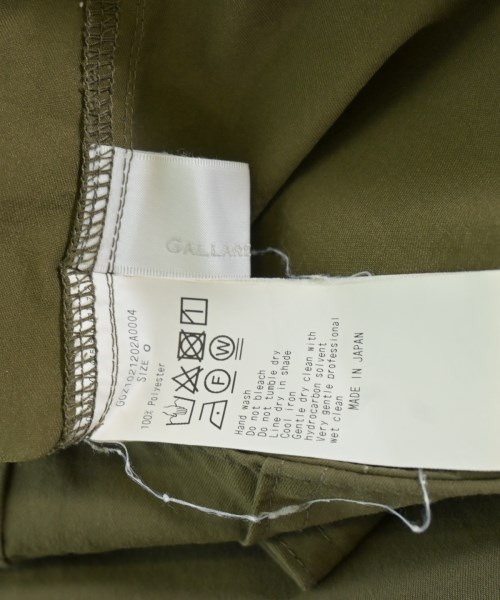 GALLARD
00241021202A0004
SIZE 0
100% Polyester
Hand wash
Do not bleach
Do not tumble dry
Line dry in shade
Cool iron
Gentle dry clean with
hydrocarbon solvent
Very gentle professional
wet clean
MADE IN JAPAN